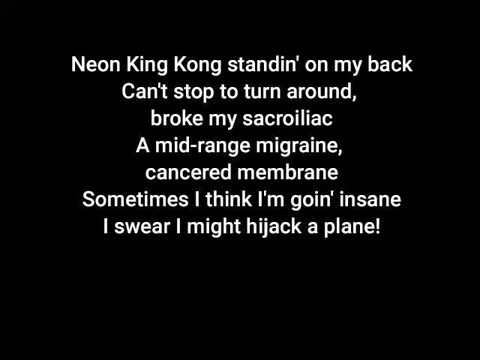 Neon King Kong standin' on my back
Can't stop to turn around,
broke my sacroiliac
A mid-range migraine,
cancered membrane
Sometimes I think I'm goin' insane
I swear I might hijack a plane!